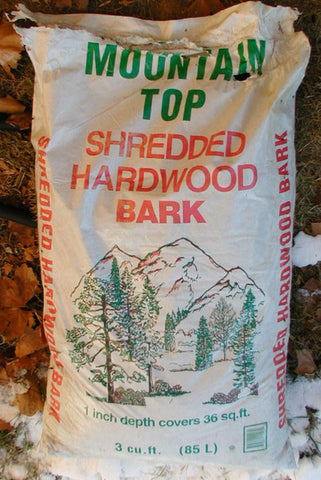 MOUNTAIN
TOP
SHREDDED
HARDWOOD
BARK
SHREDDED HARDWOOD BARK
SHREDDED HARDWOOD BARK
1 inch depth covers 36 sq.ft.
3 cu.ft. (85 L)